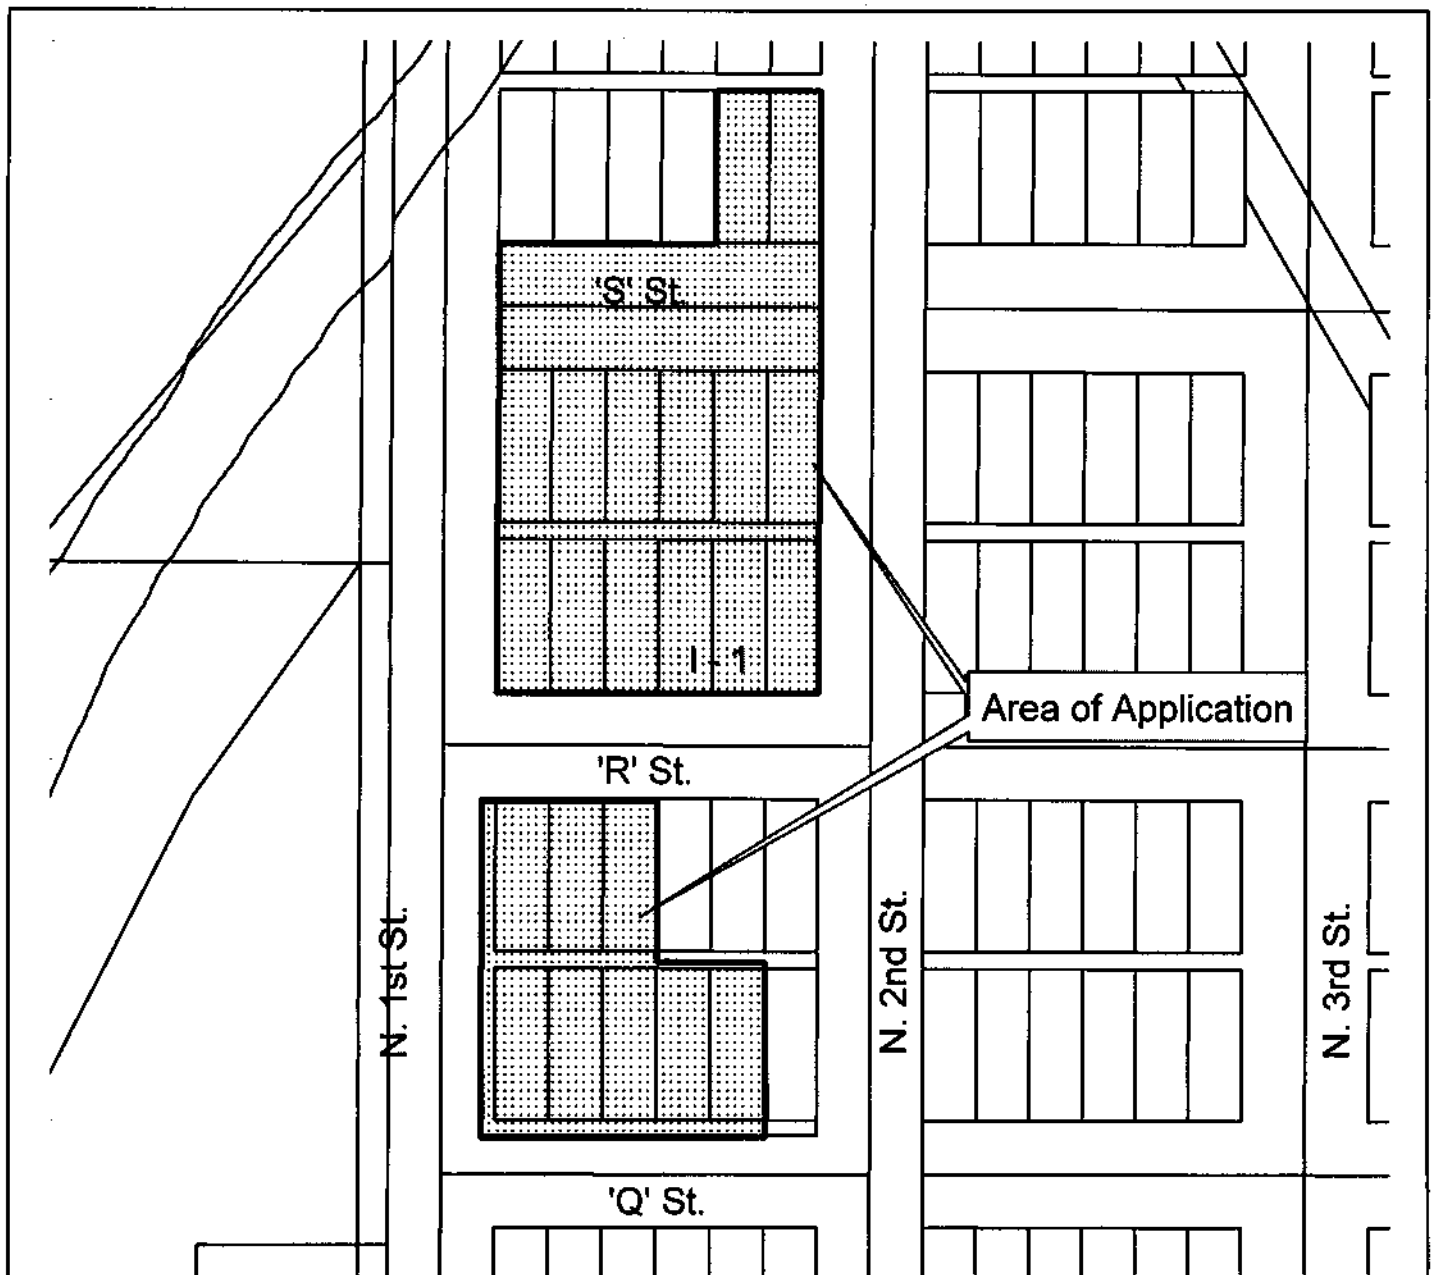 'S' St.
I - 1
Area of Application
'R' St.
N. 1st St.
N. 2nd St.
N. 3rd St.
'Q' St.